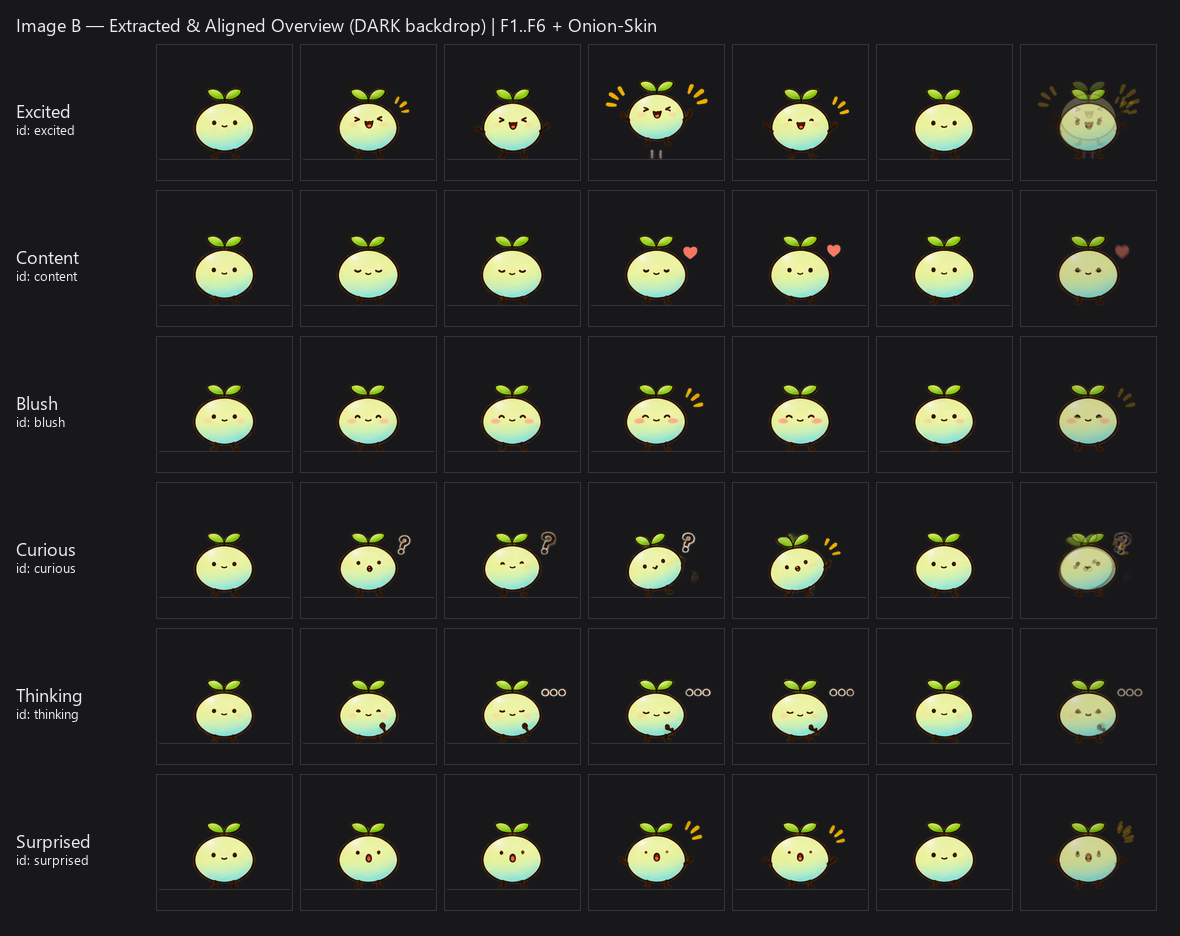 Image B — Extracted & Aligned Overview (DARK backdrop) | F1..F6 + Onion-Skin
Excited
id: excited
Content
id: content
Blush
id: blush
Curious
id: curious
?
?
?
Thinking
id: thinking
Surprised
id: surprised